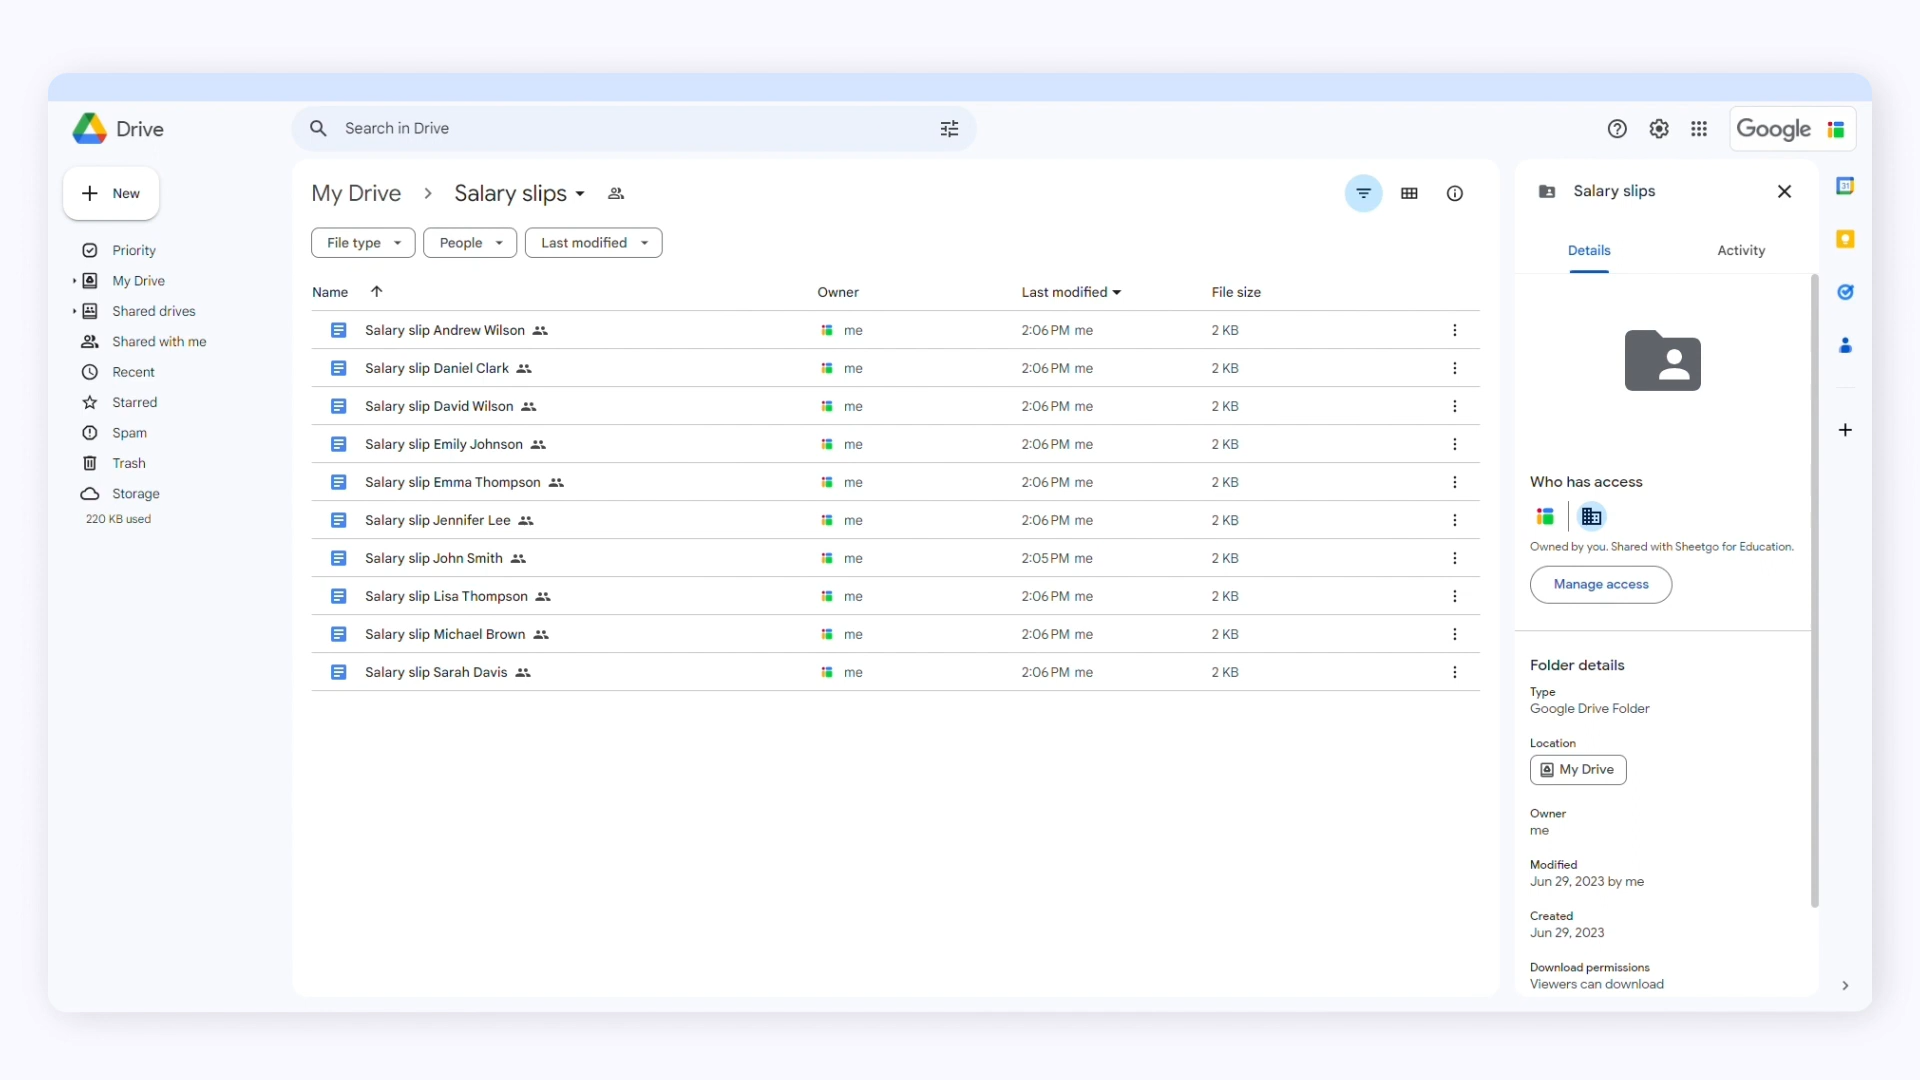 Drive
Search in Drive
Google
New
Priority
My Drive
Shared drives
Shared with me
Recent
Starred
Spam
Trash
Storage
220 KB used
My Drive > Salary slips
File type
People
Last modified
Name Owner Last modified File size
Salary slip Andrew Wilson me 2:06 PM me 2 KB
Salary slip Daniel Clark me 2:06 PM me 2 KB
Salary slip David Wilson me 2:06 PM me 2 KB
Salary slip Emily Johnson me 2:06 PM me 2 KB
Salary slip Emma Thompson me 2:06 PM me 2 KB
Salary slip Jennifer Lee me 2:06 PM me 2 KB
Salary slip John Smith me 2:05 PM me 2 KB
Salary slip Lisa Thompson me 2:06 PM me 2 KB
Salary slip Michael Brown me 2:06 PM me 2 KB
Salary slip Sarah Davis me 2:06 PM me 2 KB
Salary slips
Details Activity
Who has access
Owned by you. Shared with Sheetgo for Education.
Manage access
Folder details
Type
Google Drive Folder
Location
My Drive
Owner
me
Modified
Jun 29, 2023 by me
Created
Jun 29, 2023
Download permissions
Viewers can download
31